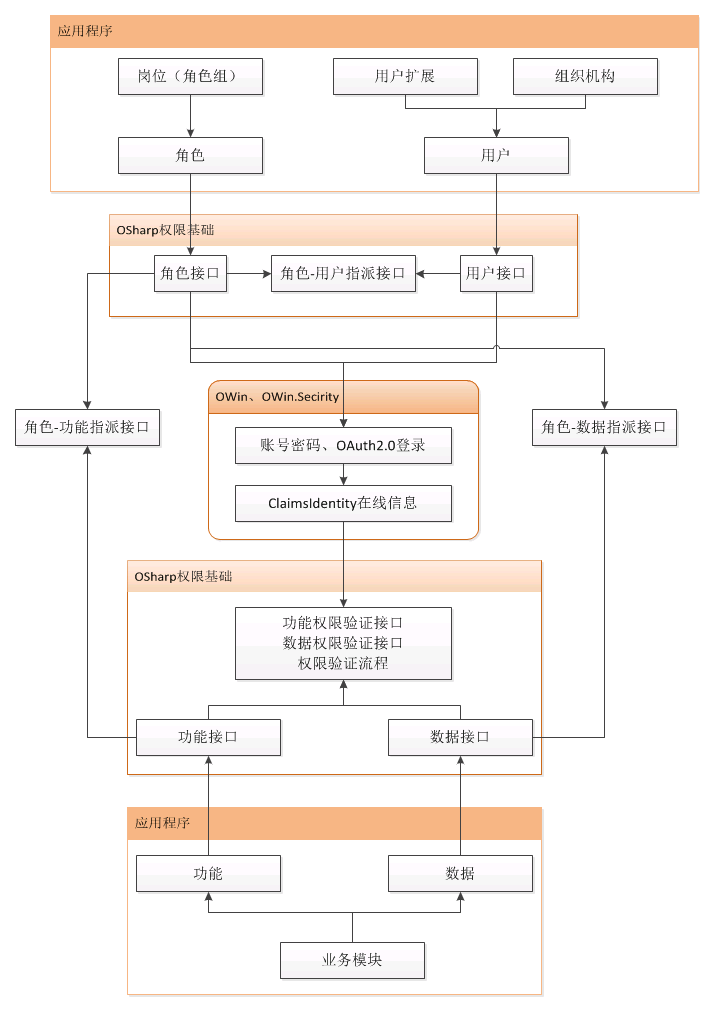 应用程序
岗位（角色组）
用户扩展
组织机构
角色
用户
OSharp权限基础
角色接口
角色-用户指派接口
用户接口
OWin、OWin.Secirity
角色-功能指派接口
账号密码、OAuth2.0登录
角色-数据指派接口
ClaimsIdentity在线信息
OSharp权限基础
功能权限验证接口
数据权限验证接口
权限验证流程
功能接口
数据接口
应用程序
功能
数据
业务模块